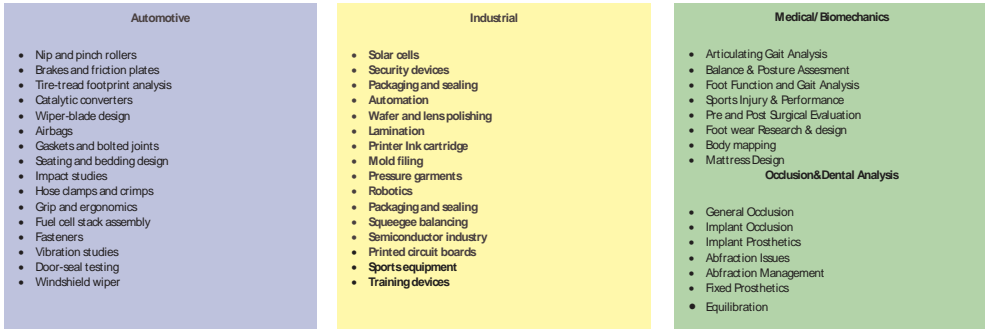 Automotive
• Nip and pinch rollers
• Brakes and friction plates
• Tire-tread footprint analysis
• Catalytic converters
• Wiper-blade design
• Airbags
• Gaskets and bolted joints
• Seating and bedding design
• Impact studies
• Hose clamps and crimps
• Grip and ergonomics
• Fuel cell stack assembly
• Fasteners
• Vibration studies
• Door-seal testing
• Windshield wiper
Industrial
• Solar cells
• Security devices
• Packaging and sealing
• Automation
• Wafer and lens polishing
• Lamination
• Printer Ink cartridge
• Mold filing
• Pressure garments
• Robotics
• Packaging and sealing
• Squeegee balancing
• Semiconductor industry
• Printed circuit boards
• Sports equipment
• Training devices
Medical/ Biomechanics
• Articulating Gait Analysis
• Balance & Posture Assesment
• Foot Function and Gait Analysis
• Sports Injury & Performance
• Pre and Post Surgical Evaluation
• Foot wear Research & design
• Body mapping
• Mattress Design
Occlusion&Dental Analysis
• General Occlusion
• Implant Occlusion
• Implant Prosthetics
• Abfraction Issues
• Abfraction Management
• Fixed Prosthetics
• Equilibration